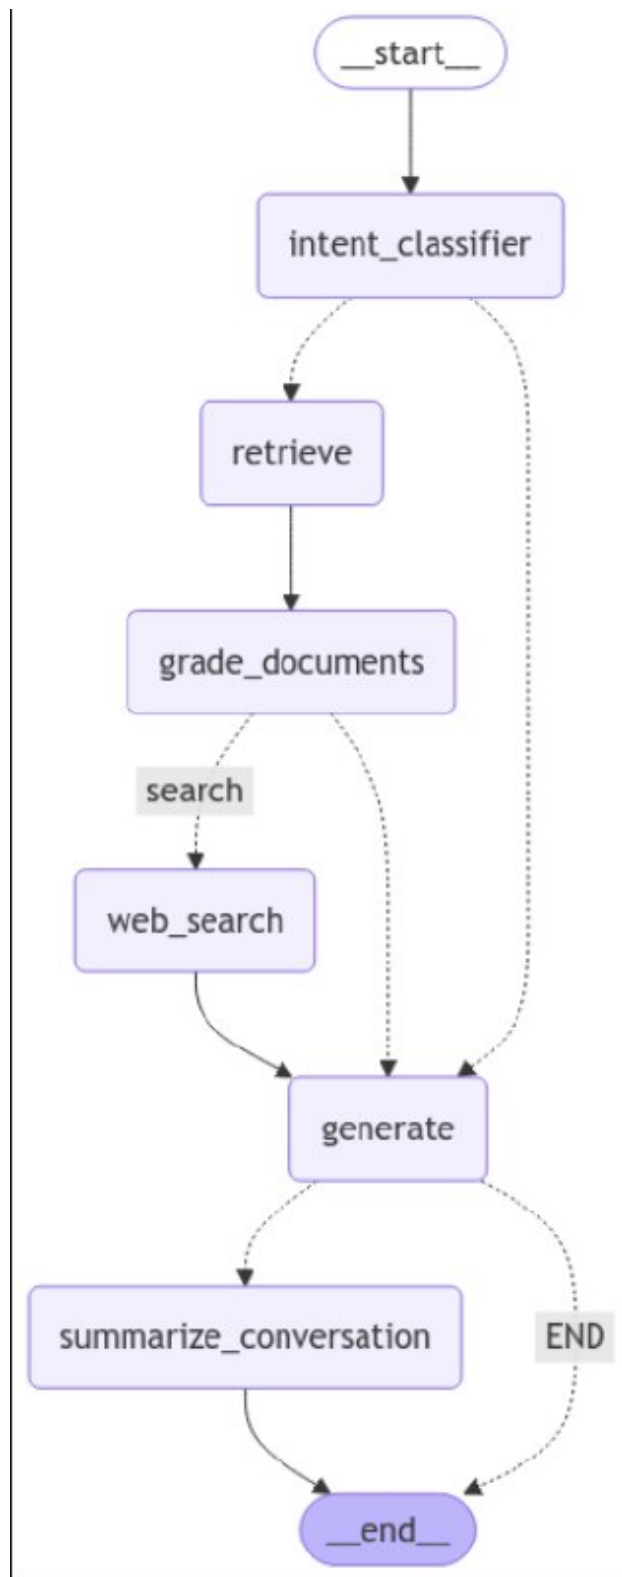 __start__
intent_classifier
retrieve
grade_documents
search
web_search
generate
summarize_conversation
END
__end__